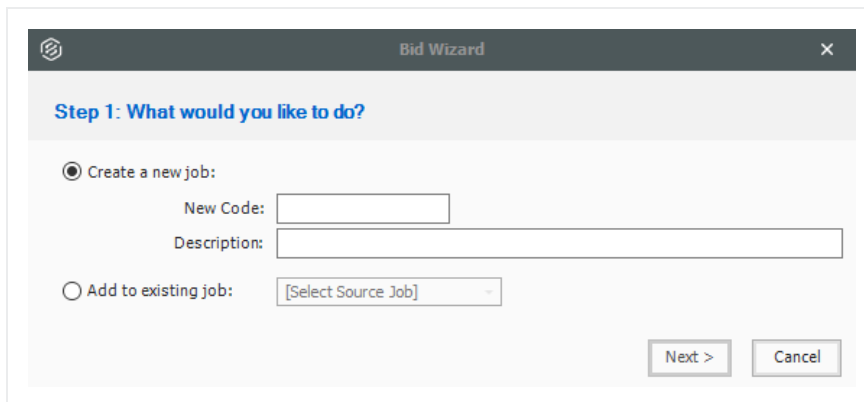 Bid Wizard
Step 1: What would you like to do?
Create a new job:
New Code:
Description:
Add to existing job: [Select Source Job]
Next > Cancel